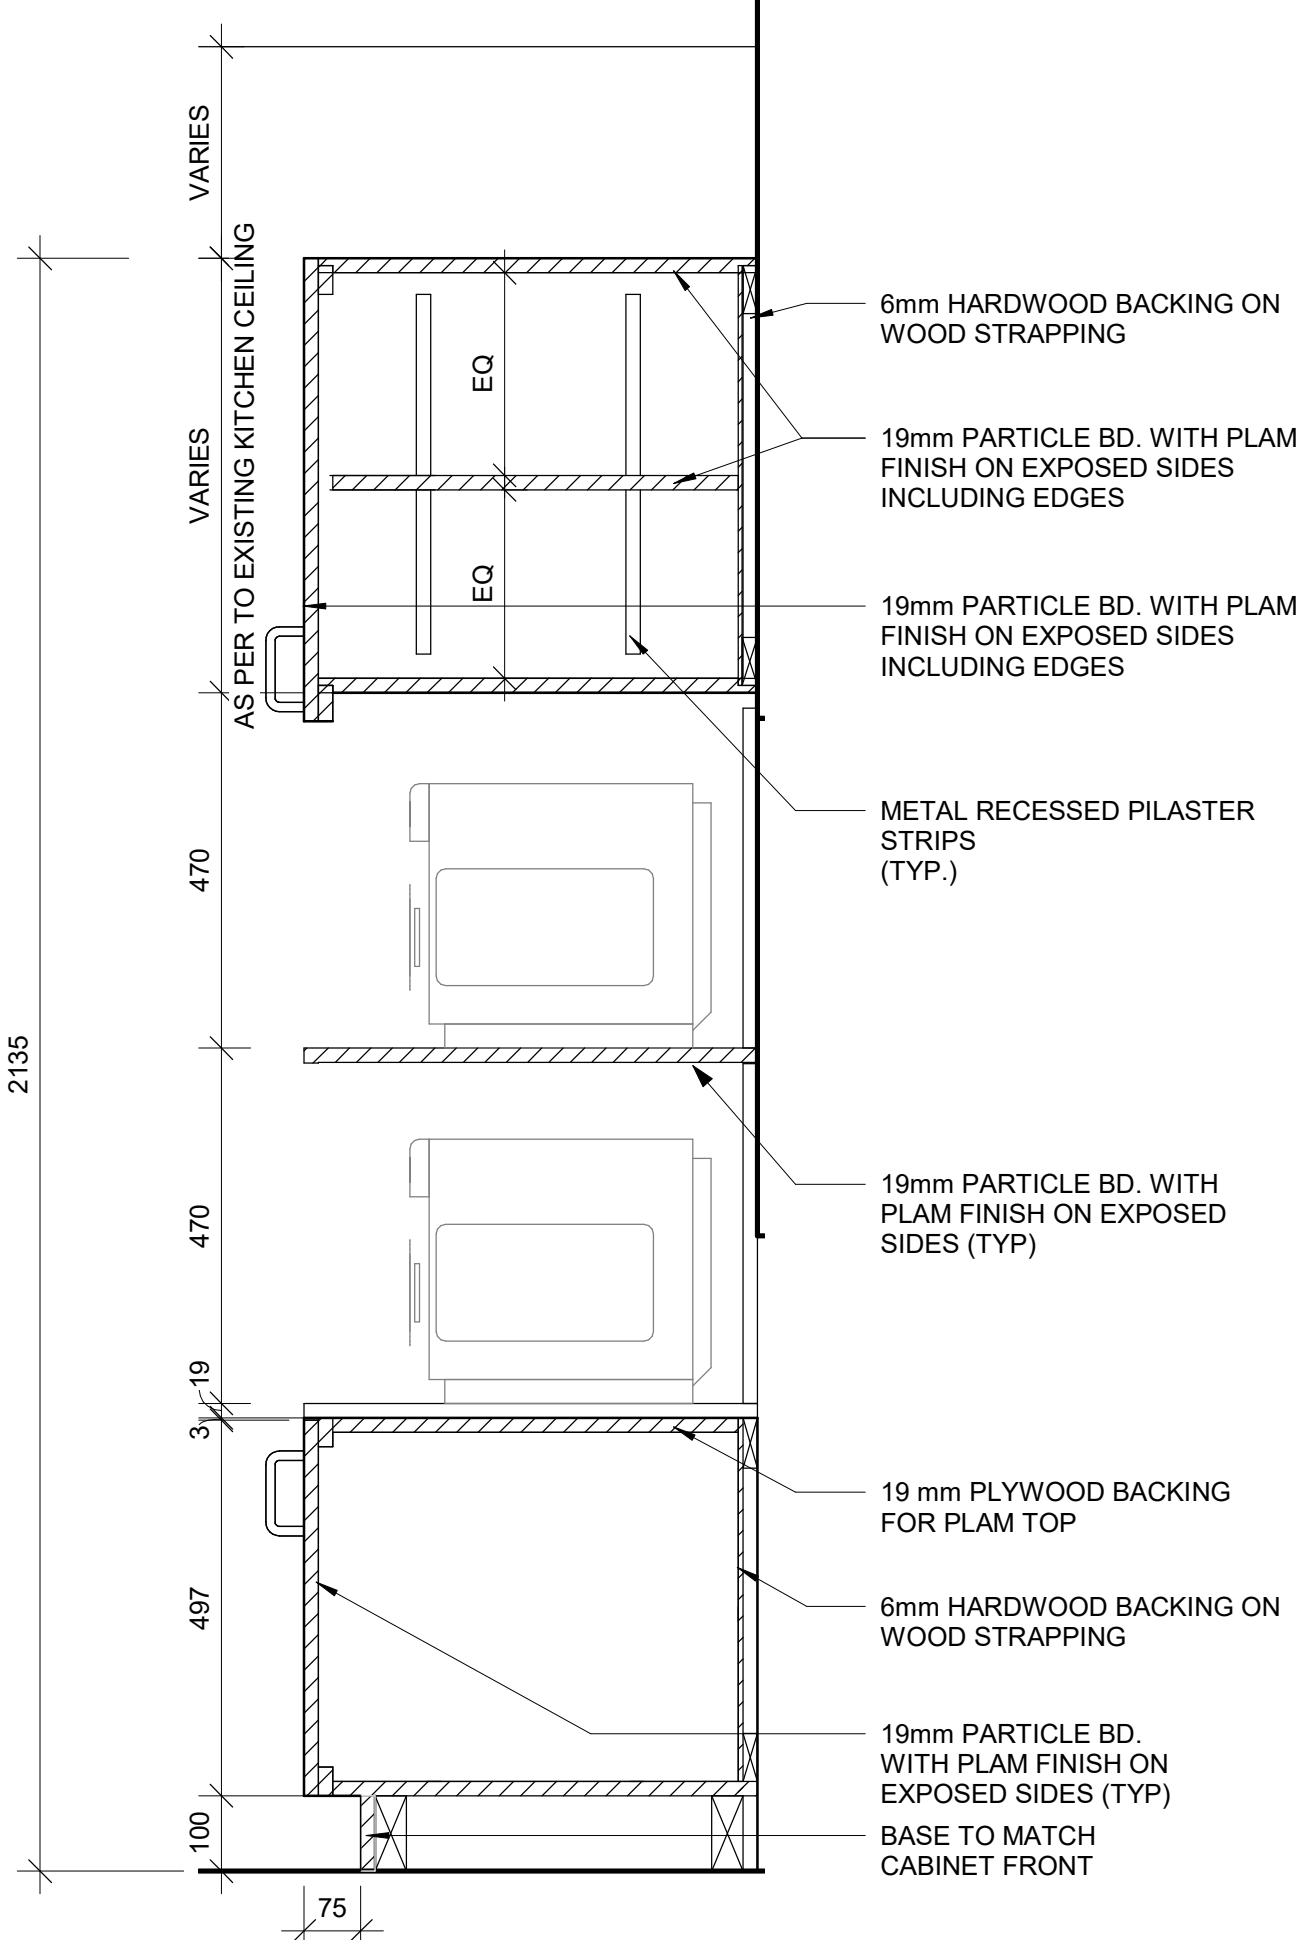 VARIES
AS PER TO EXISTING KITCHEN CEILING
VARIES
EQ
EQ
6mm HARDWOOD BACKING ON
WOOD STRAPPING
19mm PARTICLE BD. WITH PLAM
FINISH ON EXPOSED SIDES
INCLUDING EDGES
19mm PARTICLE BD. WITH PLAM
FINISH ON EXPOSED SIDES
INCLUDING EDGES
METAL RECESSED PILASTER
STRIPS
(TYP.)
470
2135
19mm PARTICLE BD. WITH
PLAM FINISH ON EXPOSED
SIDES (TYP)
470
19
3
19 mm PLYWOOD BACKING
FOR PLAM TOP
497
6mm HARDWOOD BACKING ON
WOOD STRAPPING
19mm PARTICLE BD.
WITH PLAM FINISH ON
EXPOSED SIDES (TYP)
100
BASE TO MATCH
CABINET FRONT
75